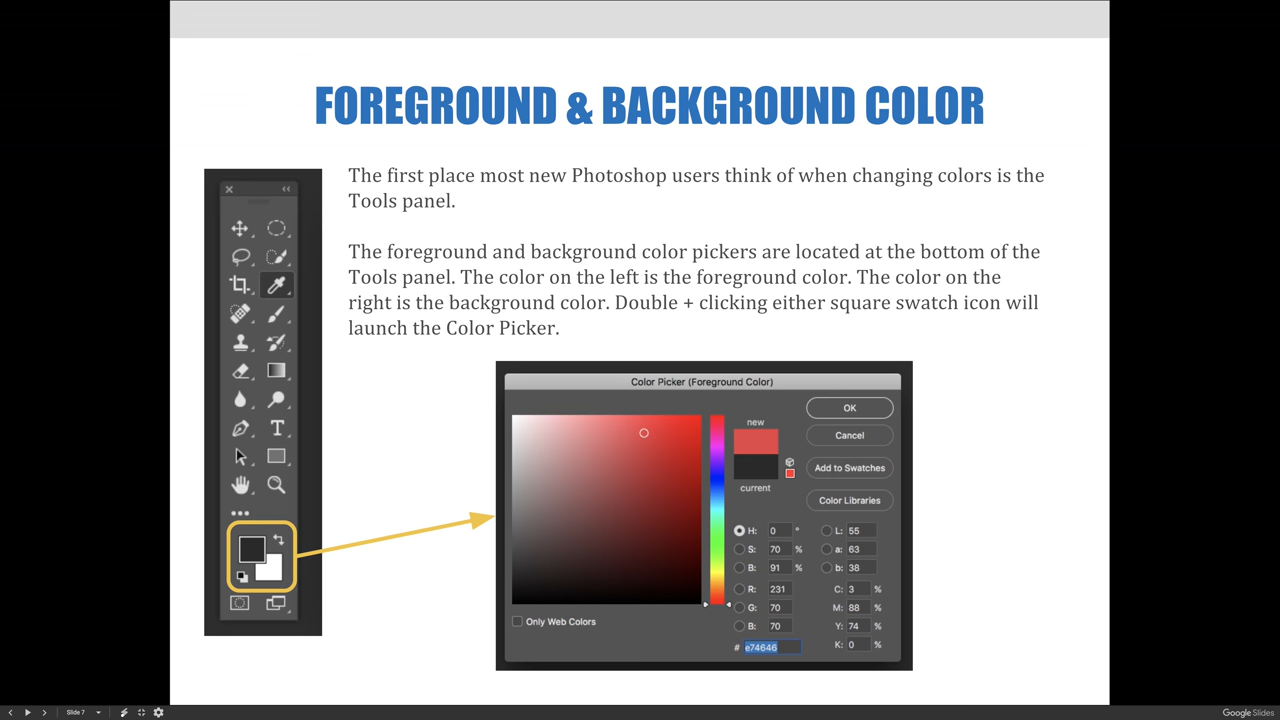 FOREGROUND & BACKGROUND COLOR
The first place most new Photoshop users think of when changing colors is the
Tools panel.
The foreground and background color pickers are located at the bottom of the
Tools panel. The color on the left is the foreground color. The color on the
right is the background color. Double + clicking either square swatch icon will
launch the Color Picker.
T
Color Picker (Foreground Color)
new
current
OK
Cancel
Add to Swatches
Color Libraries
H: 0 °
S: 70 %
B: 91 %
R: 231
G: 70
B: 70
# e74646
L: 55
a: 63
b: 38
C: 3 %
M: 88 %
Y: 74 %
K: 0 %
Only Web Colors
Slide 7
Google Slides